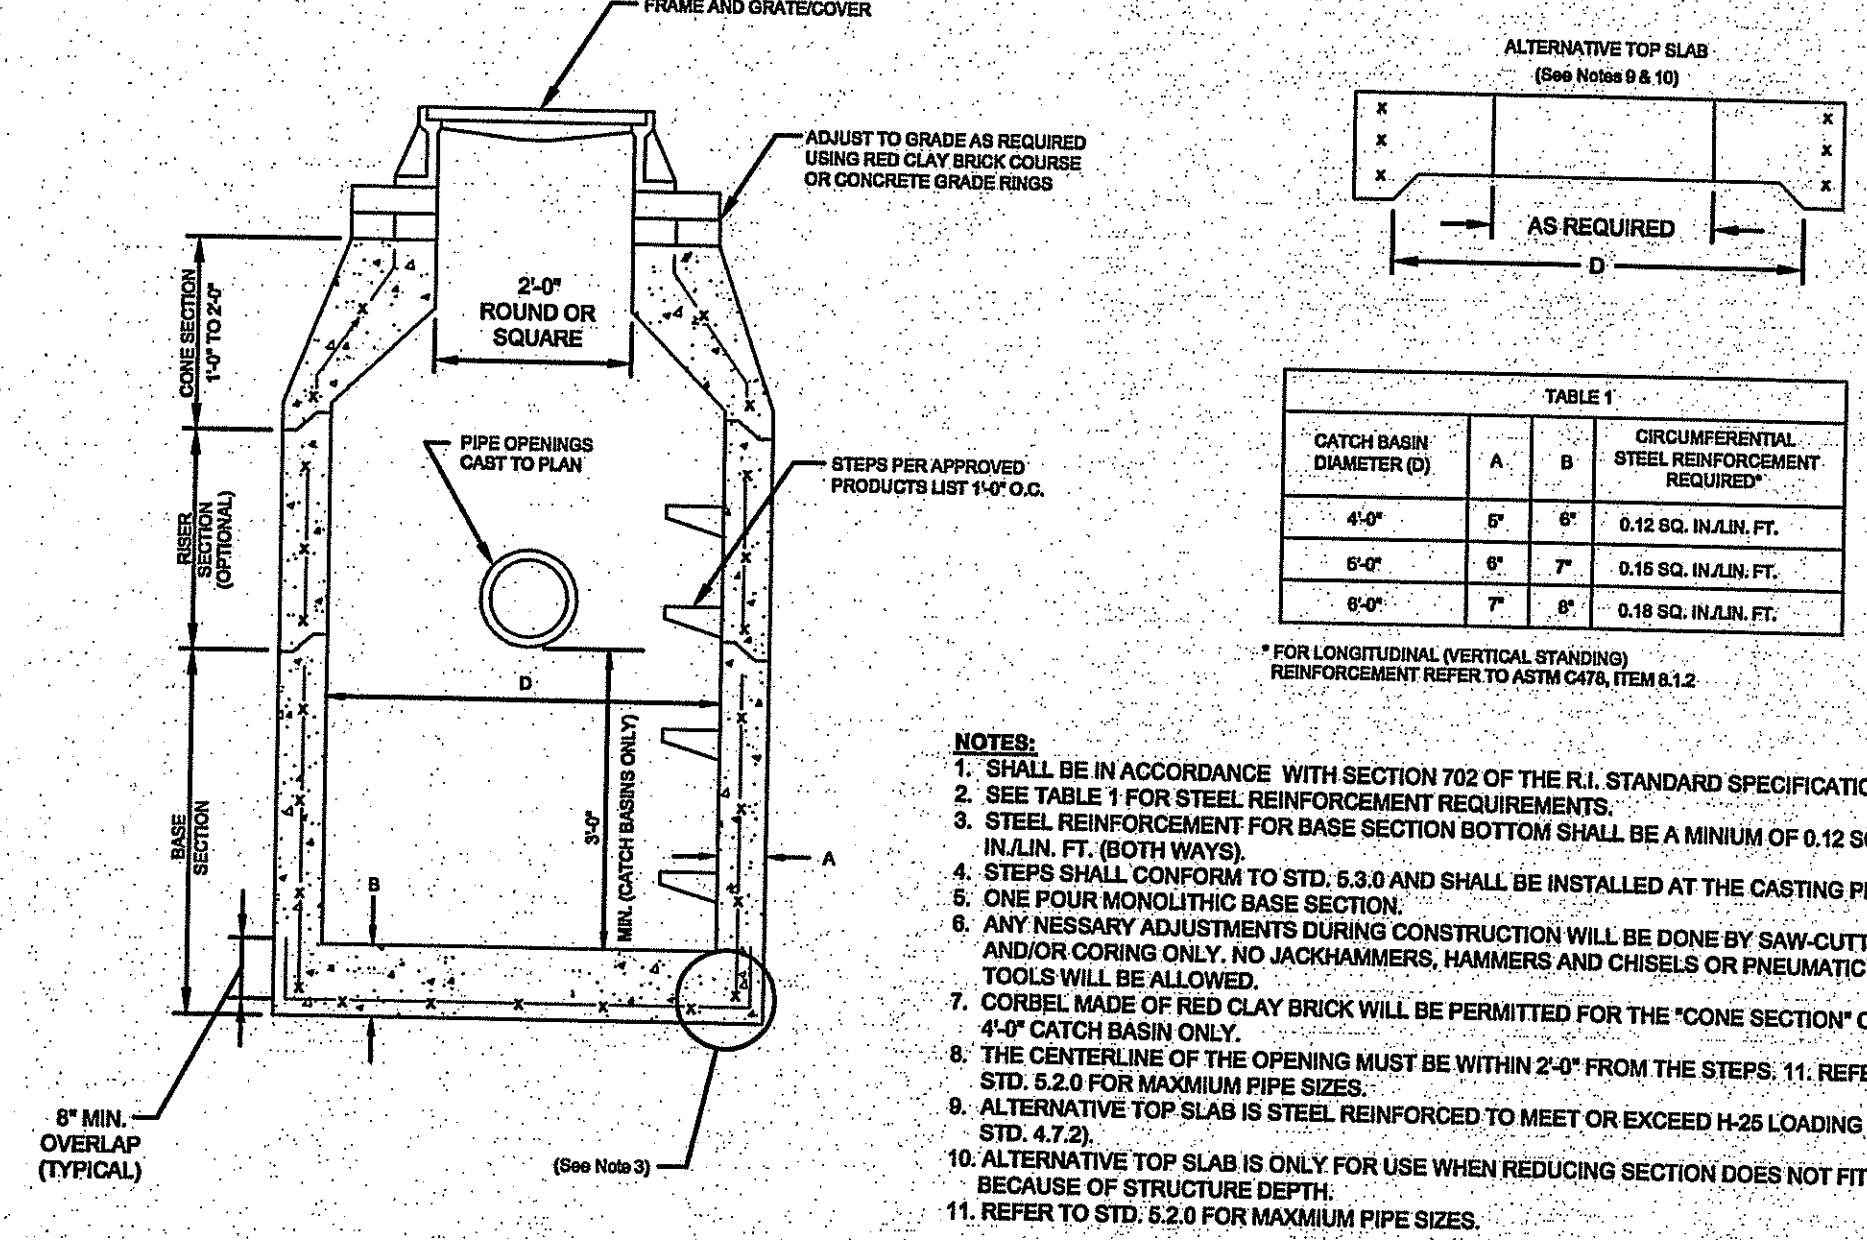 FRAME AND GRATE/COVER
ADJUST TO GRADE AS REQUIRED
USING RED CLAY BRICK COURSE
OR CONCRETE GRADE RINGS
CONE SECTION
1'-0" TO 2'-0"
2'-0"
ROUND OR
SQUARE
PIPE OPENINGS
CAST TO PLAN
STEPS PER APPROVED
PRODUCTS LIST 1'-0" O.C.
RISER
SECTION
(OPTIONAL)
D
3'-0"
MIN. (CATCH BASINS ONLY)
BASE
SECTION
B
A
8" MIN.
OVERLAP
(TYPICAL)
(See Note 3)
ALTERNATIVE TOP SLAB
(See Notes 9 & 10)
AS REQUIRED
D
TABLE 1
CATCH BASIN
DIAMETER (D)
A
B
CIRCUMFERENTIAL
STEEL REINFORCEMENT
REQUIRED*
4'-0" 5" 6" 0.12 SQ. IN./LIN. FT.
5'-0" 6" 7" 0.15 SQ. IN./LIN. FT.
6'-0" 7" 8" 0.18 SQ. IN./LIN. FT.
* FOR LONGITUDINAL (VERTICAL STANDING)
REINFORCEMENT REFER TO ASTM C478, ITEM 8.1.2
NOTES:
1. SHALL BE IN ACCORDANCE WITH SECTION 702 OF THE R.I. STANDARD SPECIFICATIO
2. SEE TABLE 1 FOR STEEL REINFORCEMENT REQUIREMENTS.
3. STEEL REINFORCEMENT FOR BASE SECTION BOTTOM SHALL BE A MINIUM OF 0.12 SQ
IN./LIN. FT. (BOTH WAYS).
4. STEPS SHALL CONFORM TO STD. 5.3.0 AND SHALL BE INSTALLED AT THE CASTING
5. ONE POUR MONOLITHIC BASE SECTION.
6. ANY NESSARY ADJUSTMENTS DURING CONSTRUCTION WILL BE DONE BY SAW-CUTT
AND/OR CORING ONLY. NO JACKHAMMERS, HAMMERS AND CHISELS OR PNEUMATIC
TOOLS WILL BE ALLOWED.
7. CORBEL MADE OF RED CLAY BRICK WILL BE PERMITTED FOR THE "CONE SECTION"
4'-0" CATCH BASIN ONLY.
8. THE CENTERLINE OF THE OPENING MUST BE WITHIN 2'-0" FROM THE STEPS. 11. REFE
STD. 5.2.0 FOR MAXMIUM PIPE SIZES.
9. ALTERNATIVE TOP SLAB IS STEEL REINFORCED TO MEET OR EXCEED H-25 LOADING
STD. 4.7.2).
10. ALTERNATIVE TOP SLAB IS ONLY FOR USE WHEN REDUCING SECTION DOES NOT FIT
BECAUSE OF STRUCTURE DEPTH.
11. REFER TO STD. 5.2.0 FOR MAXMIUM PIPE SIZES.